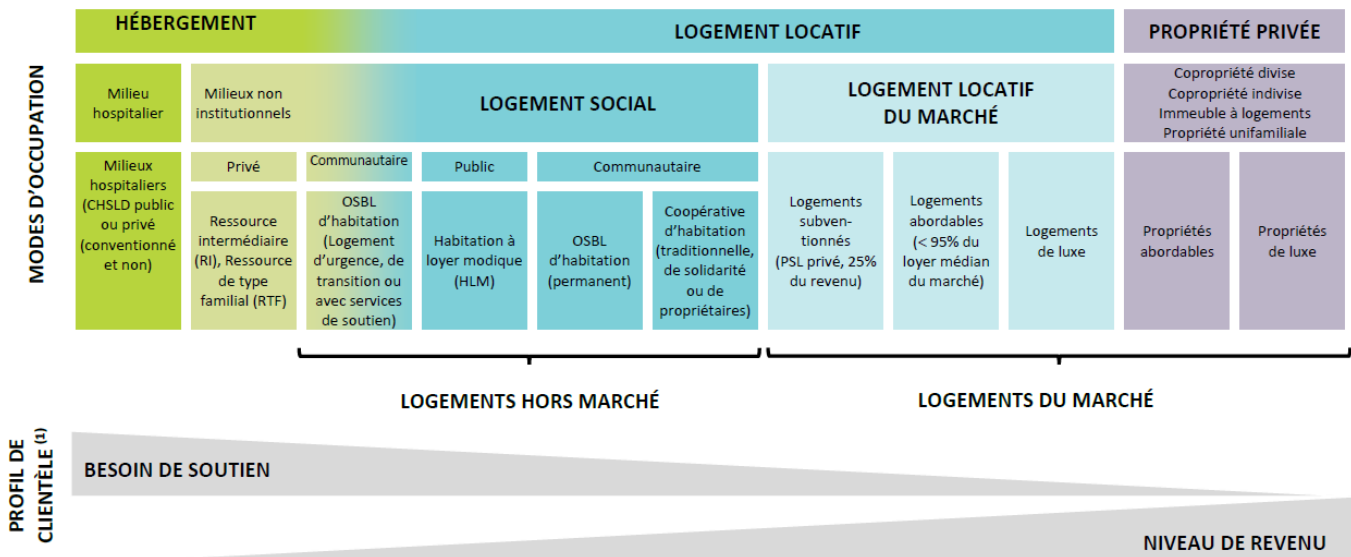 HÉBERGEMENT
LOGEMENT LOCATIF
PROPRIÉTÉ PRIVÉE
MODES D'OCCUPATION
Milieu
hospitalier
Milieux non
institutionnels
LOGEMENT SOCIAL
LOGEMENT LOCATIF
DU MARCHÉ
Copropriété divise
Copropriété indivise
Immeuble à logements
Propriété unifamiliale
Milieux
hospitaliers
(CHSLD public
ou privé
(conventionné
et non)
Privé
Communautaire
Public
Communautaire
Ressource
intermédiaire
(RI), Ressource
de type
familial (RTF)
OSBL
d'habitation
(Logement
d'urgence, de
transition ou
avec services
de soutien)
Habitation à
loyer modique
(HLM)
OSBL
d'habitation
(permanent)
Coopérative
d'habitation
(traditionnelle,
de solidarité
ou de
propriétaires)
Logements
subven-
tionnés
(PSL privé, 25%
du revenu)
Logements
abordables
(< 95% du
loyer médian
du marché)
Logements
de luxe
Propriétés
abordables
Propriétés
de luxe
LOGEMENTS HORS MARCHÉ
LOGEMENTS DU MARCHÉ
PROFIL DE
CLIENTÈLE (1)
BESOIN DE SOUTIEN
NIVEAU DE REVENU